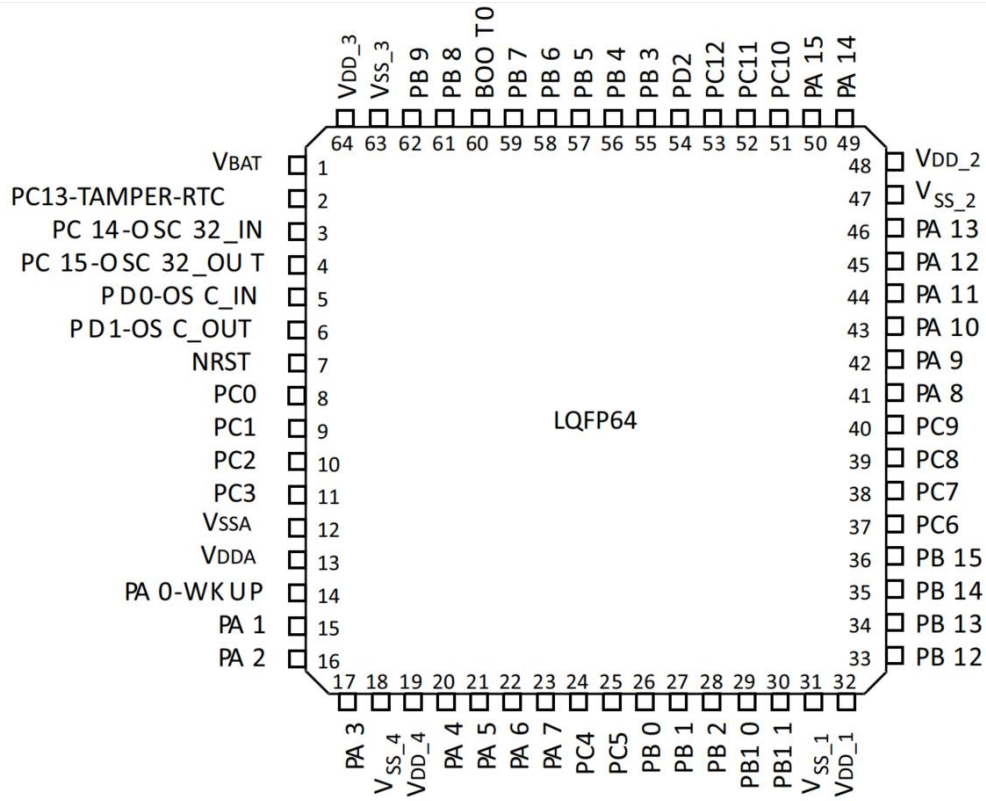 VDD_3
VSS_3
PB 9
PB 8
BOO T0
PB 7
PB 6
PB 5
PB 4
PB 3
PD2
PC12
PC11
PC10
PA 15
PA 14
64 63 62 61 60 59 58 57 56 55 54 53 52 51 50 49
VBAT 1
PC13-TAMPER-RTC 2
PC 14-OSC 32_IN 3
PC 15-OSC 32_OU T 4
P D0-OS C_IN 5
P D1-OS C_OUT 6
NRST 7
PC0 8
PC1 9
PC2 10
PC3 11
VSSA 12
VDDA 13
PA 0-WK UP 14
PA 1 15
PA 2 16
LQFP64
48 VDD_2
47 VSS_2
46 PA 13
45 PA 12
44 PA 11
43 PA 10
42 PA 9
41 PA 8
40 PC9
39 PC8
38 PC7
37 PC6
36 PB 15
35 PB 14
34 PB 13
33 PB 12
17 18 19 20 21 22 23 24 25 26 27 28 29 30 31 32
PA 3
VSS_4
VDD_4
PA 4
PA 5
PA 6
PA 7
PC4
PC5
PB 0
PB 1
PB 2
PB1 0
PB1 1
VSS_1
VDD_1